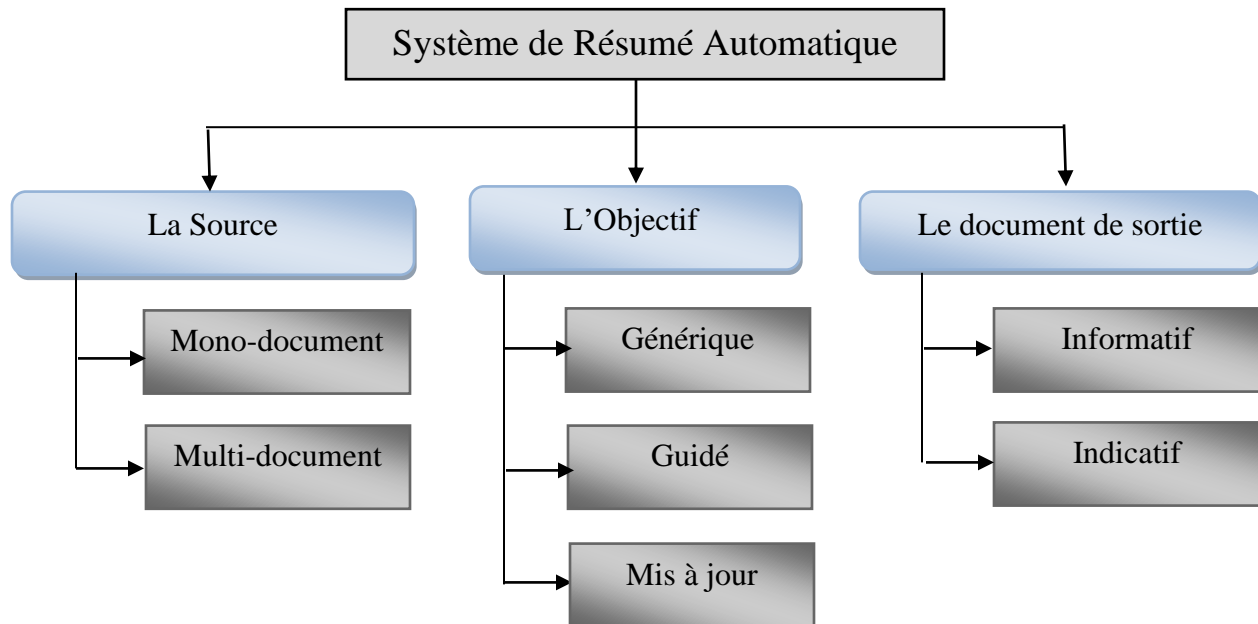 Système de Résumé Automatique
La Source
L’Objectif
Le document de sortie
Mono-document
Générique
Informatif
Multi-document
Guidé
Indicatif
Mis à jour